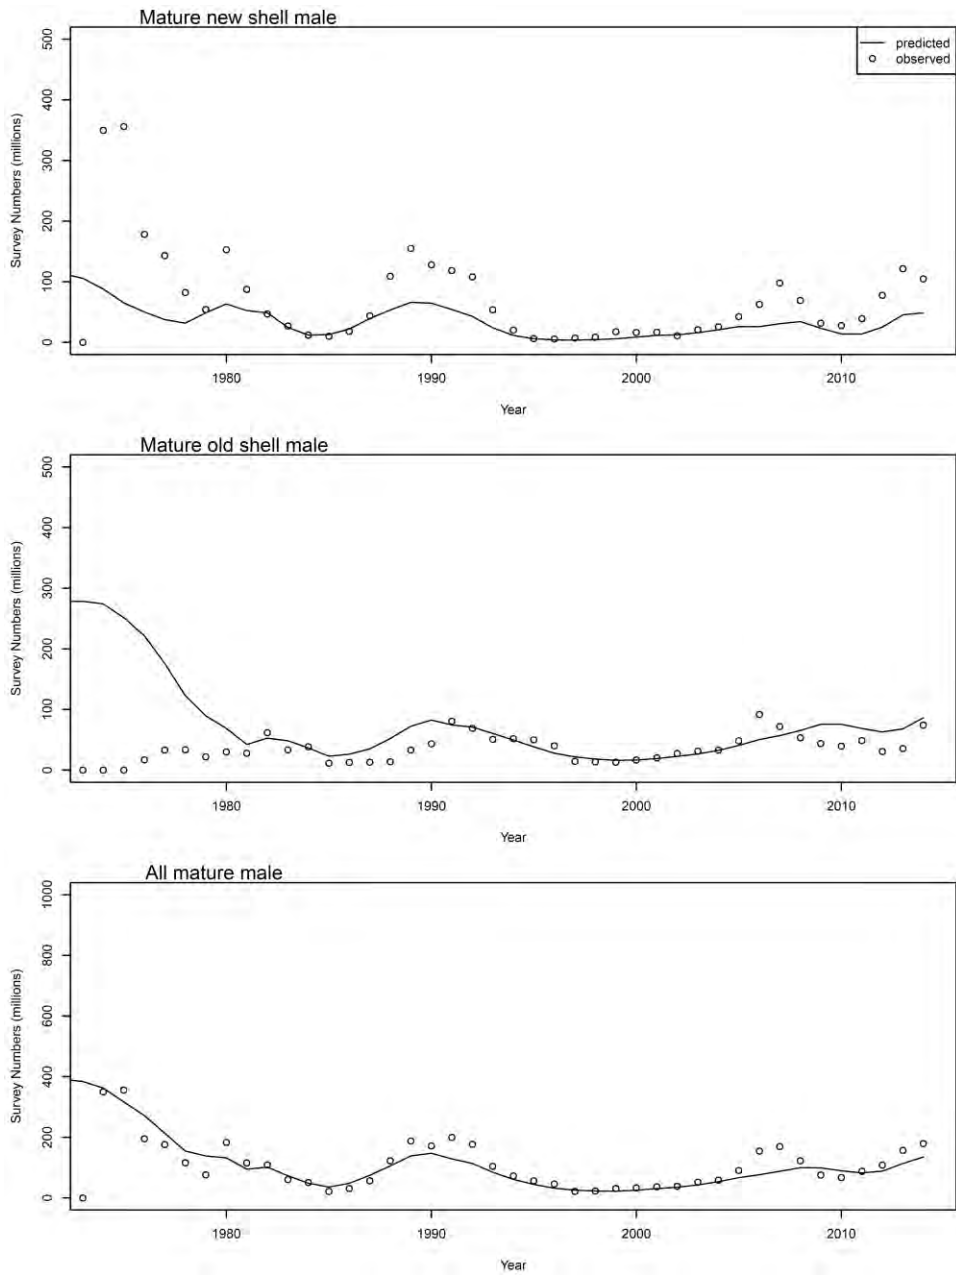 Mature new shell male
predicted
observed
Survey Numbers (millions)
500
400
300
200
100
0
1980 1990 2000 2010
Year
Mature old shell male
Survey Numbers (millions)
500
400
300
200
100
0
1980 1990 2000 2010
Year
All mature male
Survey Numbers (millions)
1000
800
600
400
200
0
1980 1990 2000 2010
Year